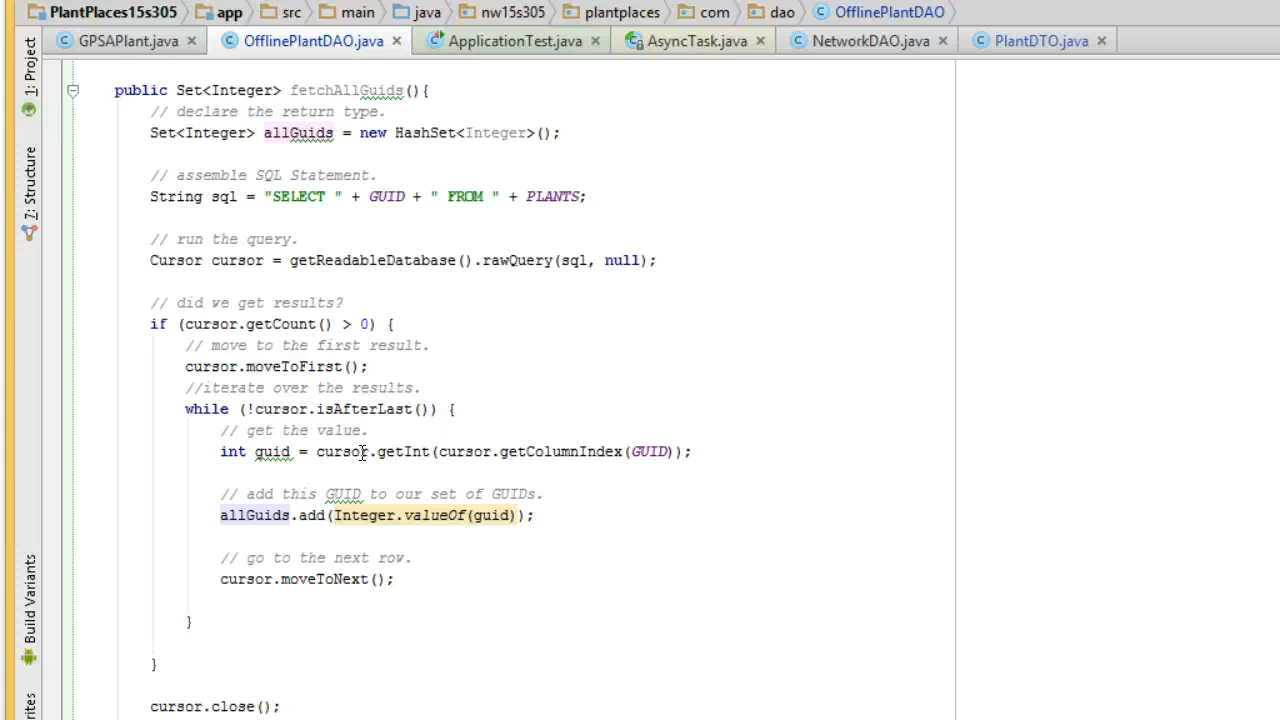 PlantPlaces15s305 app src main java nw15s305 plantplaces com dao OfflinePlantDAO
GPSAPlant.java OfflinePlantDAO.java ApplicationTest.java AsyncTask.java NetworkDAO.java PlantDTO.java
1: Project
7: Structure
Build Variants
public Set<Integer> fetchAllGuids(){
// declare the return type.
Set<Integer> allGuids = new HashSet<Integer>();
// assemble SQL Statement.
String sql = "SELECT " + GUID + " FROM " + PLANTS;
// run the query.
Cursor cursor = getReadableDatabase().rawQuery(sql, null);
// did we get results?
if (cursor.getCount() > 0) {
// move to the first result.
cursor.moveToFirst();
//iterate over the results.
while (!cursor.isAfterLast()) {
// get the value.
int guid = cursor.getInt(cursor.getColumnIndex(GUID));
// add this GUID to our set of GUIDs.
allGuids.add(Integer.valueOf(guid));
// go to the next row.
cursor.moveToNext();
}
}
cursor.close();